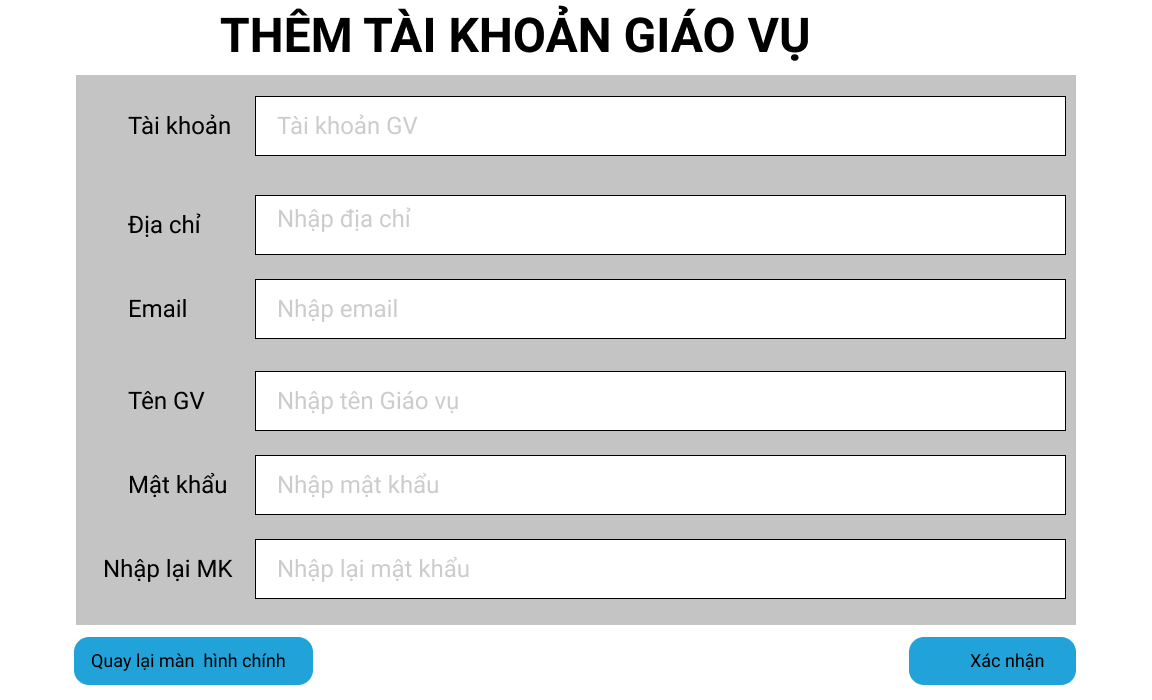 THÊM TÀI KHOẢN GIÁO VỤ
Tài khoản Tài khoản GV
Địa chỉ Nhập địa chỉ
Email Nhập email
Tên GV Nhập tên Giáo vụ
Mật khẩu Nhập mật khẩu
Nhập lại MK Nhập lại mật khẩu
Quay lại màn  hình chính Xác nhận